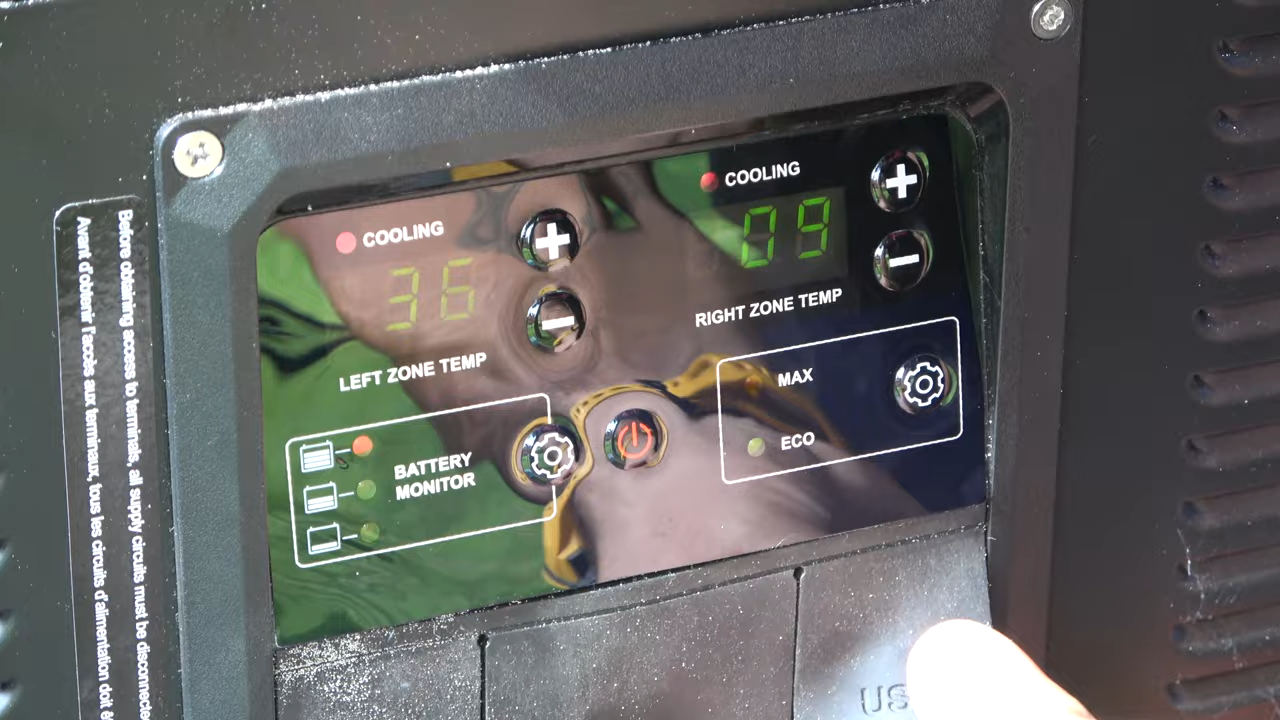 COOLING
36
LEFT ZONE TEMP
COOLING
09
RIGHT ZONE TEMP
BATTERY
MONITOR
MAX
ECO
US
Before obtaining access to terminals, all supply circuits must be
Avant d'obtenir l'accès aux terminaux, tous les circuits d'alimentation doit